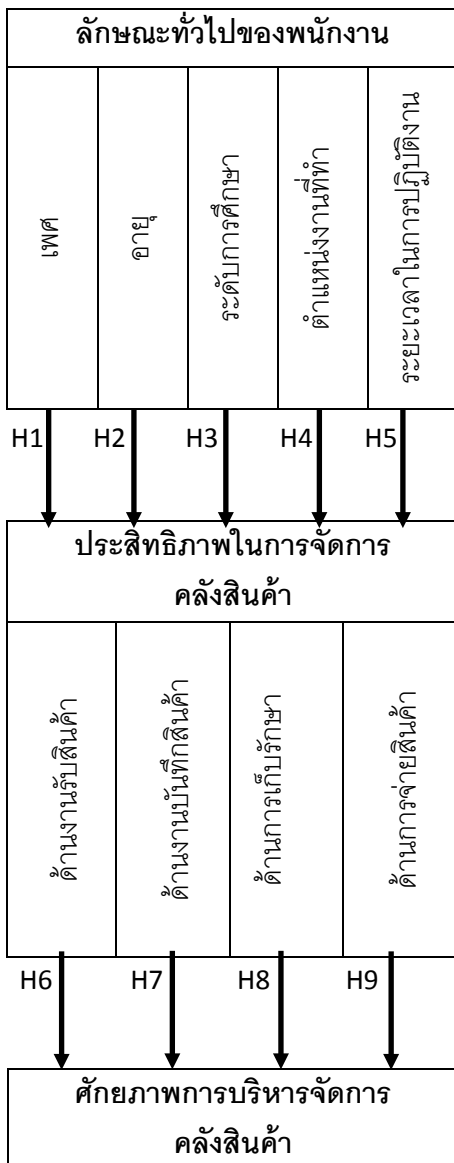 ลักษณะทั่วไปของพนักงาน
เพศ
อายุ
ระดับการศึกษา
ตำแหน่งงานที่ทำ
ระยะเวลาในการปฏิบัติงาน
H1
H2
H3
H4
H5
ประสิทธิภาพในการจัดการ
คลังสินค้า
ด้านงานรับสินค้า
ด้านงานบันทึกสินค้า
ด้านการเก็บรักษา
ด้านการจ่ายสินค้า
H6
H7
H8
H9
ศักยภาพการบริหารจัดการ
คลังสินค้า